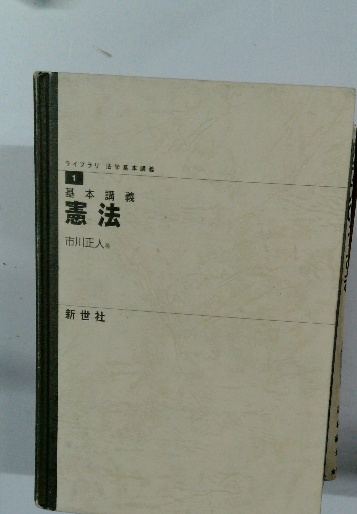 ライブラリ 法学基本講義
1
基本講義
憲法
市川正人著
新世社